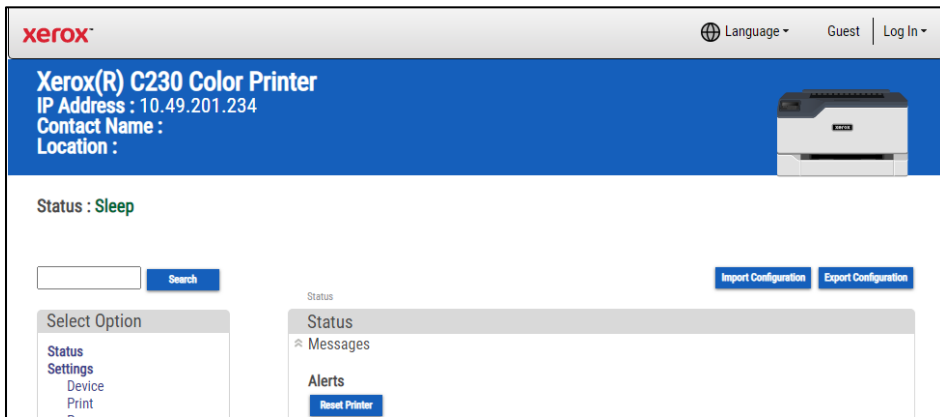 xerox™
Language
Guest
Log In
Xerox(R) C230 Color Printer
IP Address : 10.49.201.234
Contact Name :
Location :
xerox
Status : Sleep
Search
Import Configuration
Export Configuration
Status
Select Option
Status
Status
Messages
Settings
Device
Alerts
Print
Reset Printer